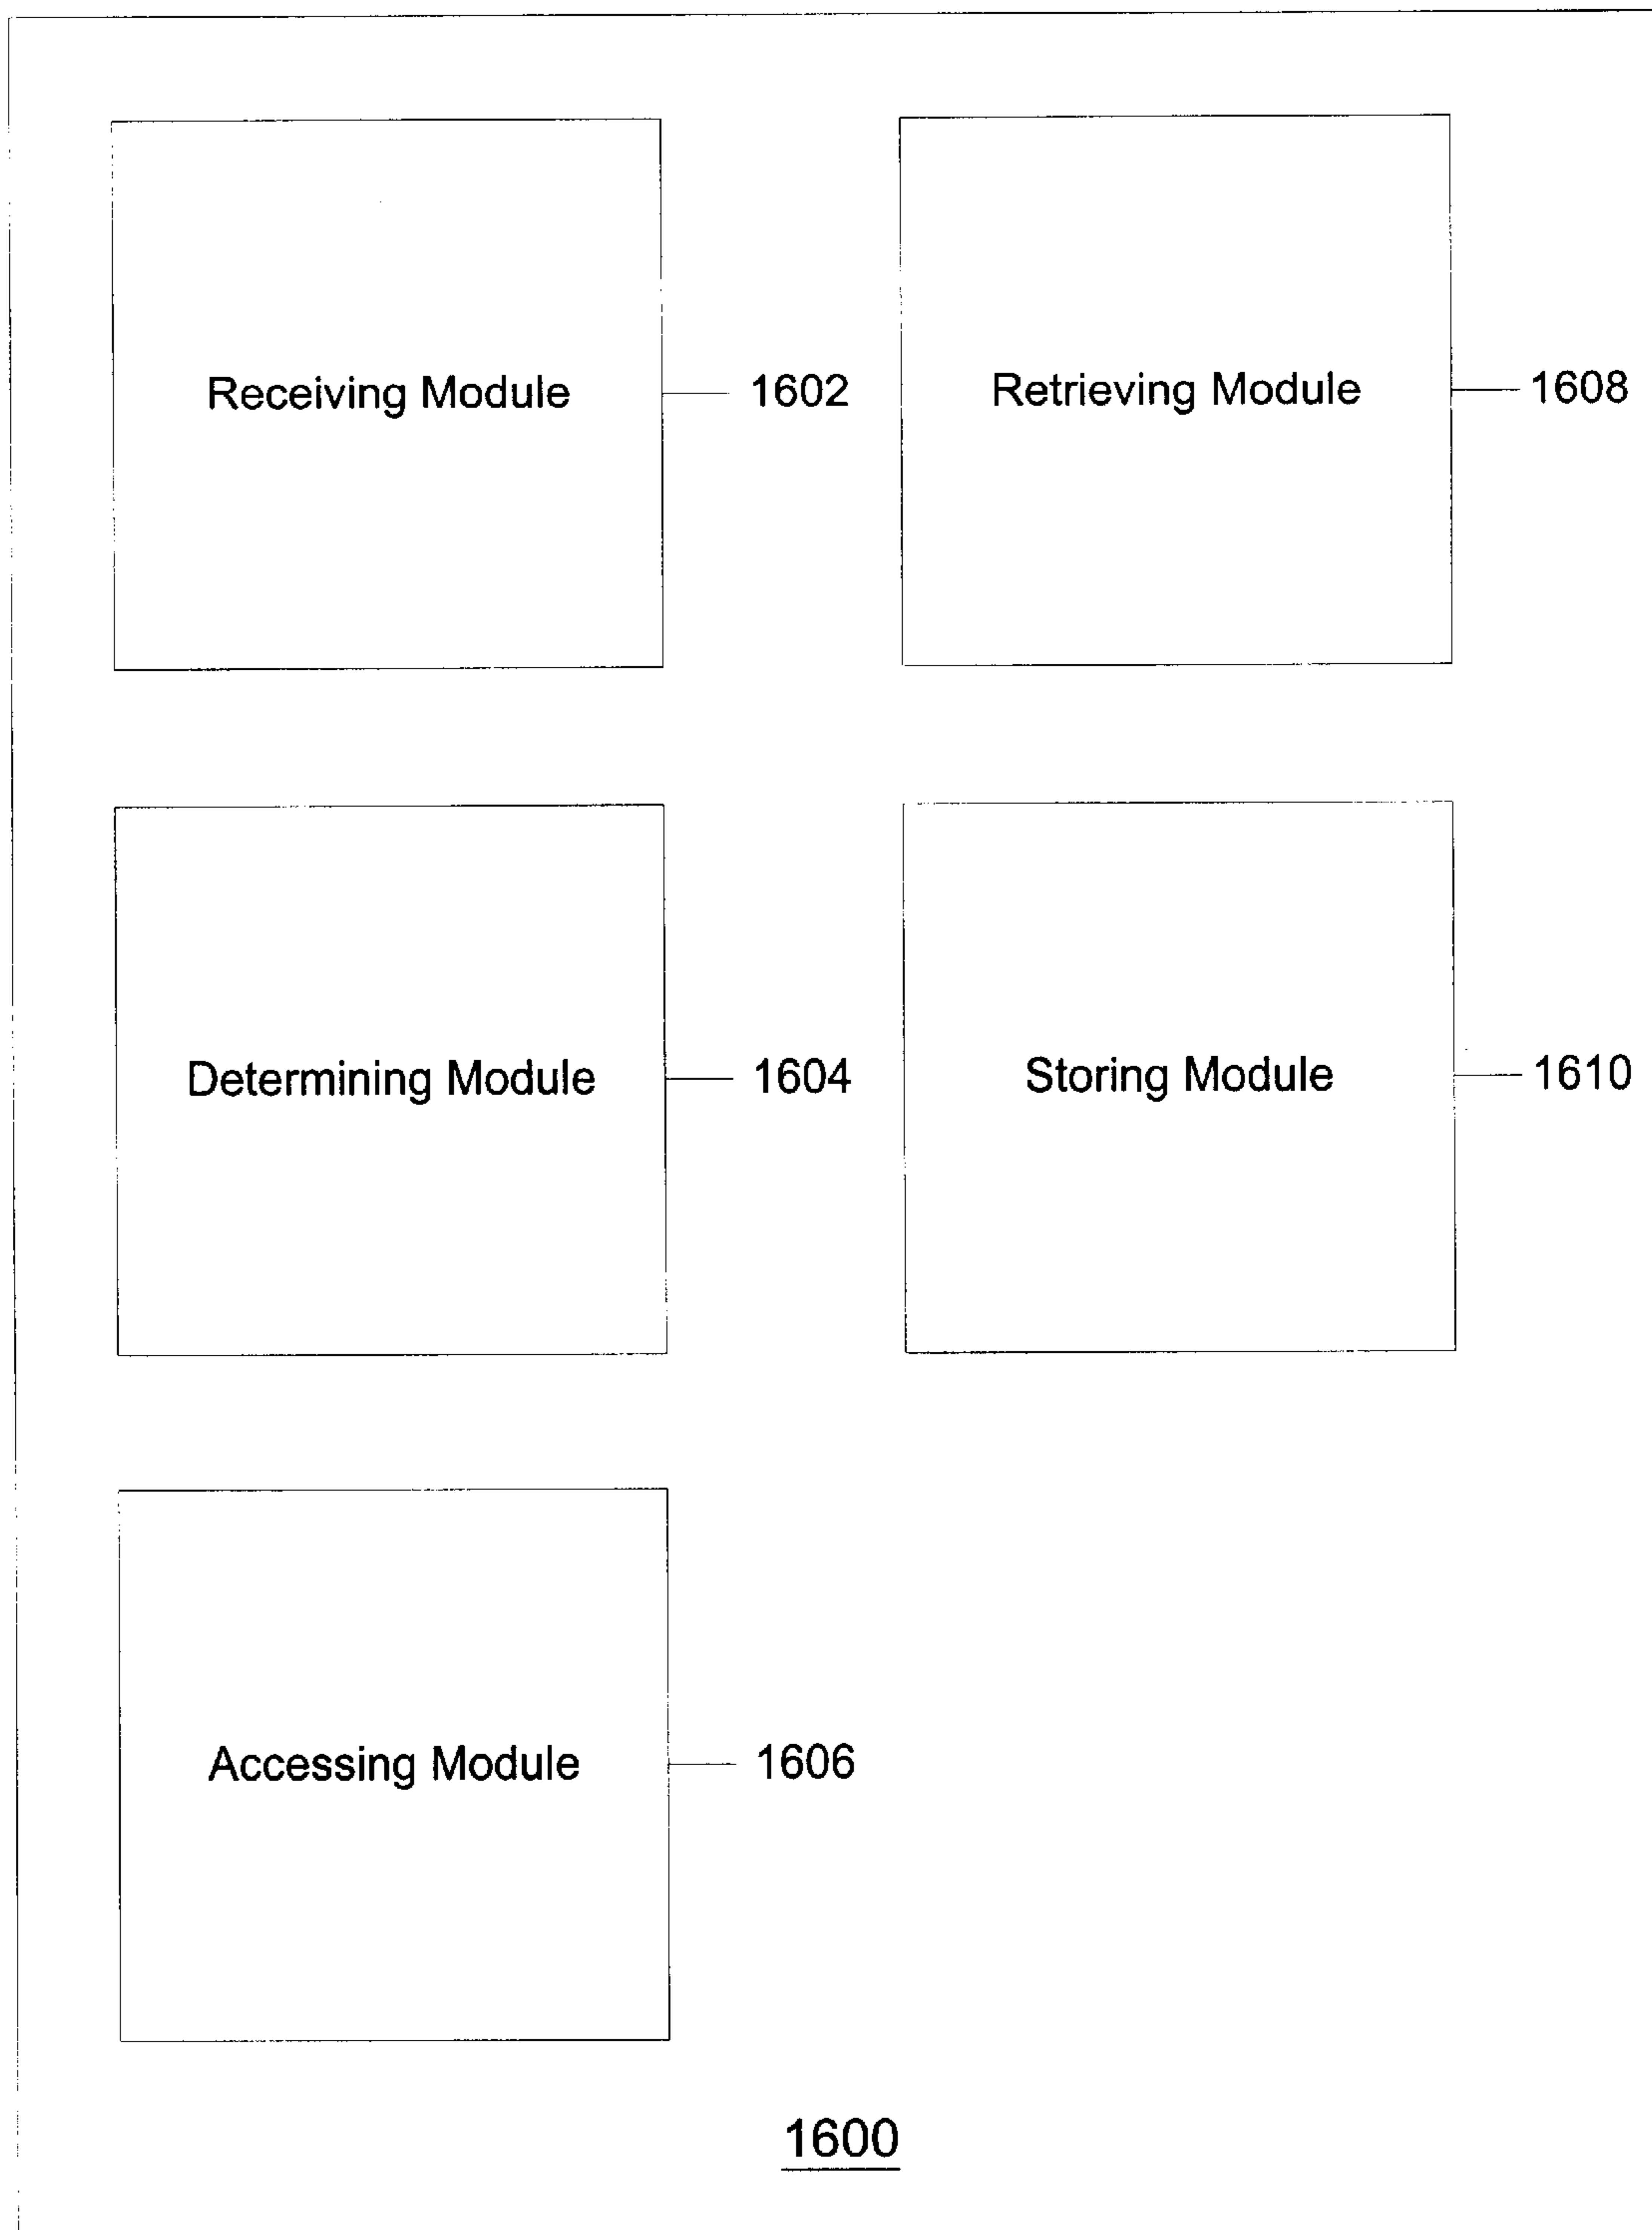 Receiving Module 1602
Retrieving Module 1608
Determining Module 1604
Storing Module 1610
Accessing Module 1606
1600